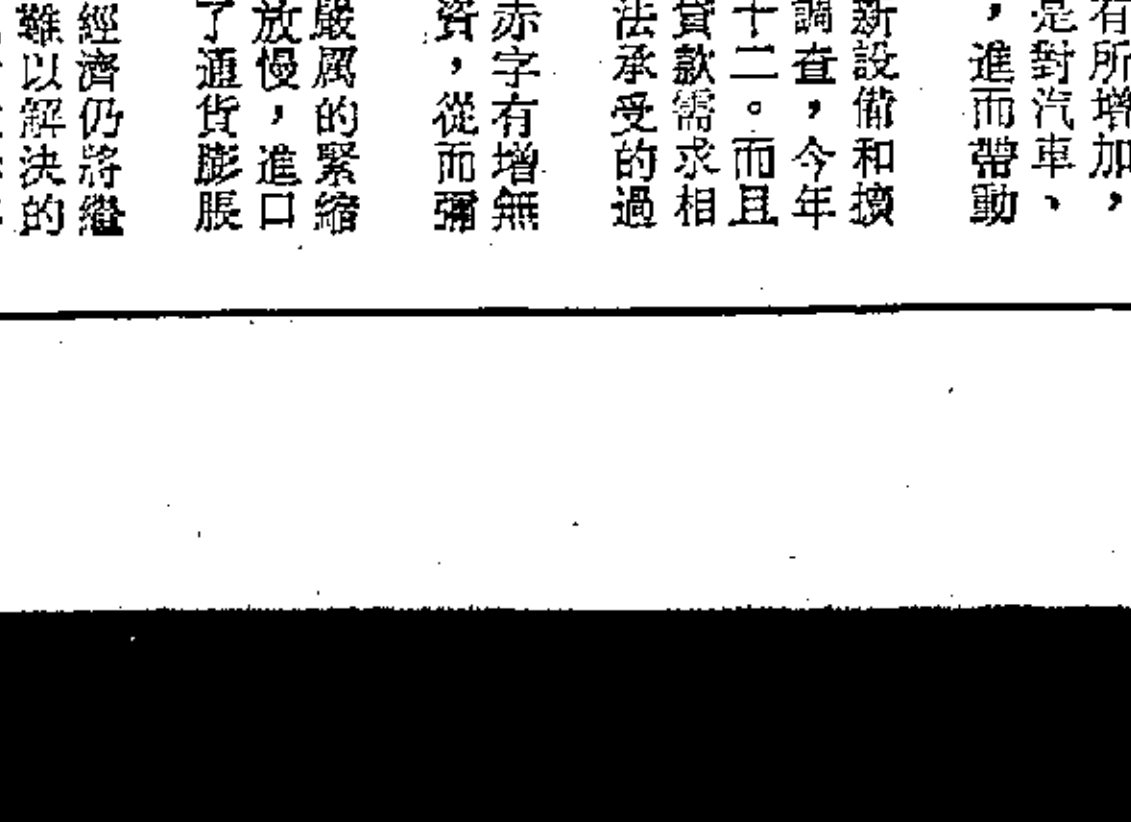 有所增加，
是對汽車、
，進而帶動
新設備和擴
調查，今年
十二。而且
貸款需求相
法承受的過
赤字有增無
資，從而彌
嚴厲的緊縮
放慢，進口
了通貨膨脹
經濟仍將繼
難以解決的